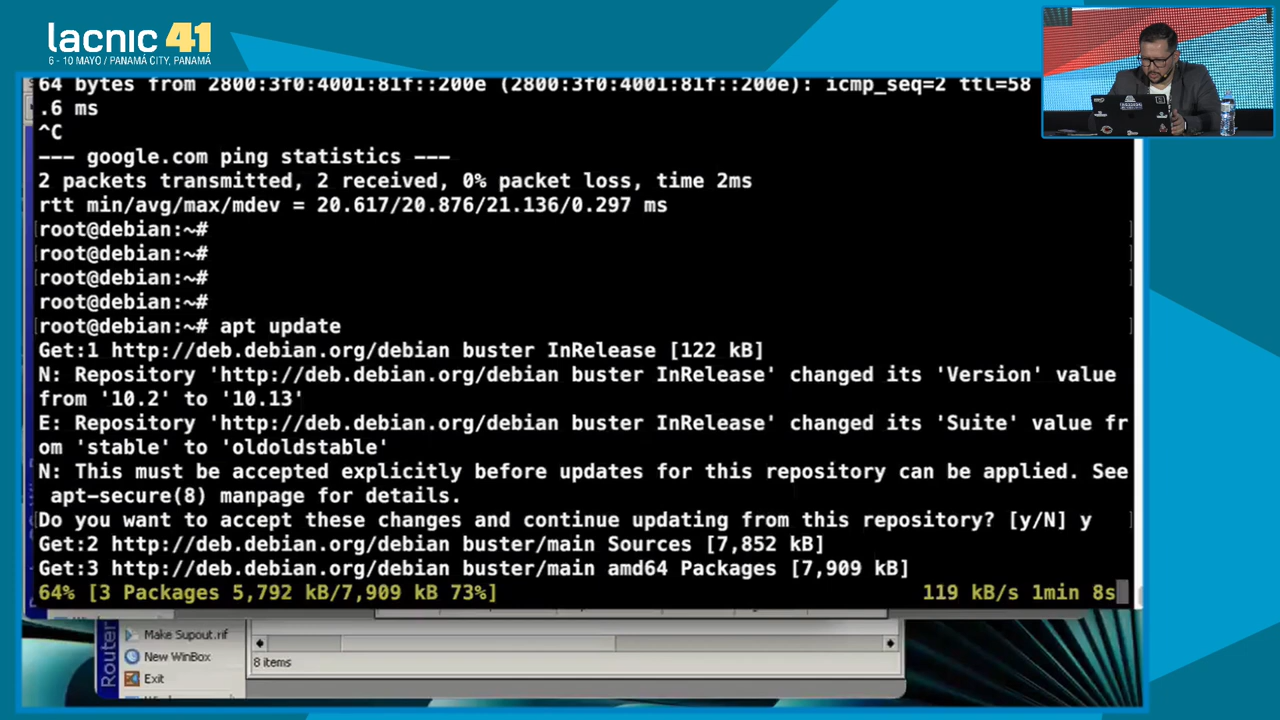 lacnic 41
6 - 10 MAYO / PANAMÁ CITY, PANAMÁ
64 bytes from 2800:3f0:4001:81f::200e (2800:3f0:4001:81f::200e): icmp_seq=2 ttl=58
.6 ms
^C
--- google.com ping statistics ---
2 packets transmitted, 2 received, 0% packet loss, time 2ms
rtt min/avg/max/mdev = 20.617/20.876/21.136/0.297 ms
root@debian:~#
root@debian:~#
root@debian:~#
root@debian:~#
root@debian:~# apt update
Get:1 http://deb.debian.org/debian buster InRelease [122 kB]
N: Repository 'http://deb.debian.org/debian buster InRelease' changed its 'Version' value
from '10.2' to '10.13'
E: Repository 'http://deb.debian.org/debian buster InRelease' changed its 'Suite' value fr
om 'stable' to 'oldoldstable'
N: This must be accepted explicitly before updates for this repository can be applied. See
apt-secure(8) manpage for details.
Do you want to accept these changes and continue updating from this repository? [y/N] y
Get:2 http://deb.debian.org/debian buster/main Sources [7,852 kB]
Get:3 http://deb.debian.org/debian buster/main amd64 Packages [7,909 kB]
64% [3 Packages 5,792 kB/7,909 kB 73%] 119 kB/s 1min 8s
Make Supout.rif
New WinBox
Exit
8 items
Router